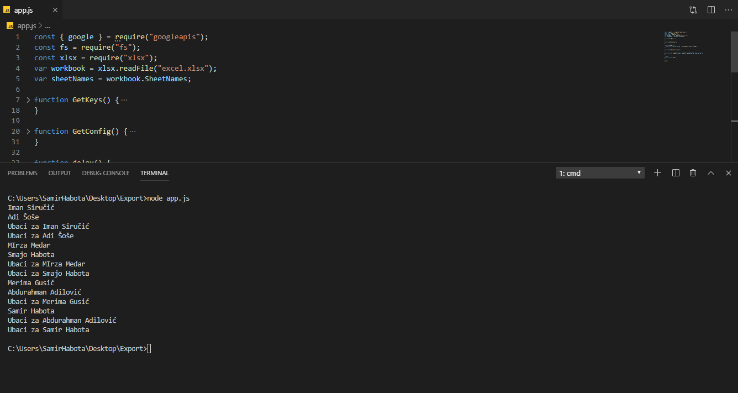 JS app.js ×
JS app.js > ...
1 const { google } = require("googleapis");
2 const fs = require("fs");
3 const xlsx = require("xlsx");
4 var workbook = xlsx.readFile("excel.xlsx");
5 var sheetNames = workbook.SheetNames;
6
7 > function GetKeys() { ···
18 }
19
20 > function GetConfig() { ···
31 }
32
33 function delay() {
PROBLEMS OUTPUT DEBUG CONSOLE TERMINAL 1: cmd
C:\Users\SamirHabota\Desktop\Export>node app.js
Iman Siručić
Adi Šoše
Ubaci za Iman Siručić
Ubaci za Adi Šoše
MIrza Medar
Smajo Habota
Ubaci za MIrza Medar
Ubaci za Smajo Habota
Merima Gusić
Abdurahman Adilović
Ubaci za Merima Gusić
Samir Habota
Ubaci za Abdurahman Adilović
Ubaci za Samir Habota
C:\Users\SamirHabota\Desktop\Export>